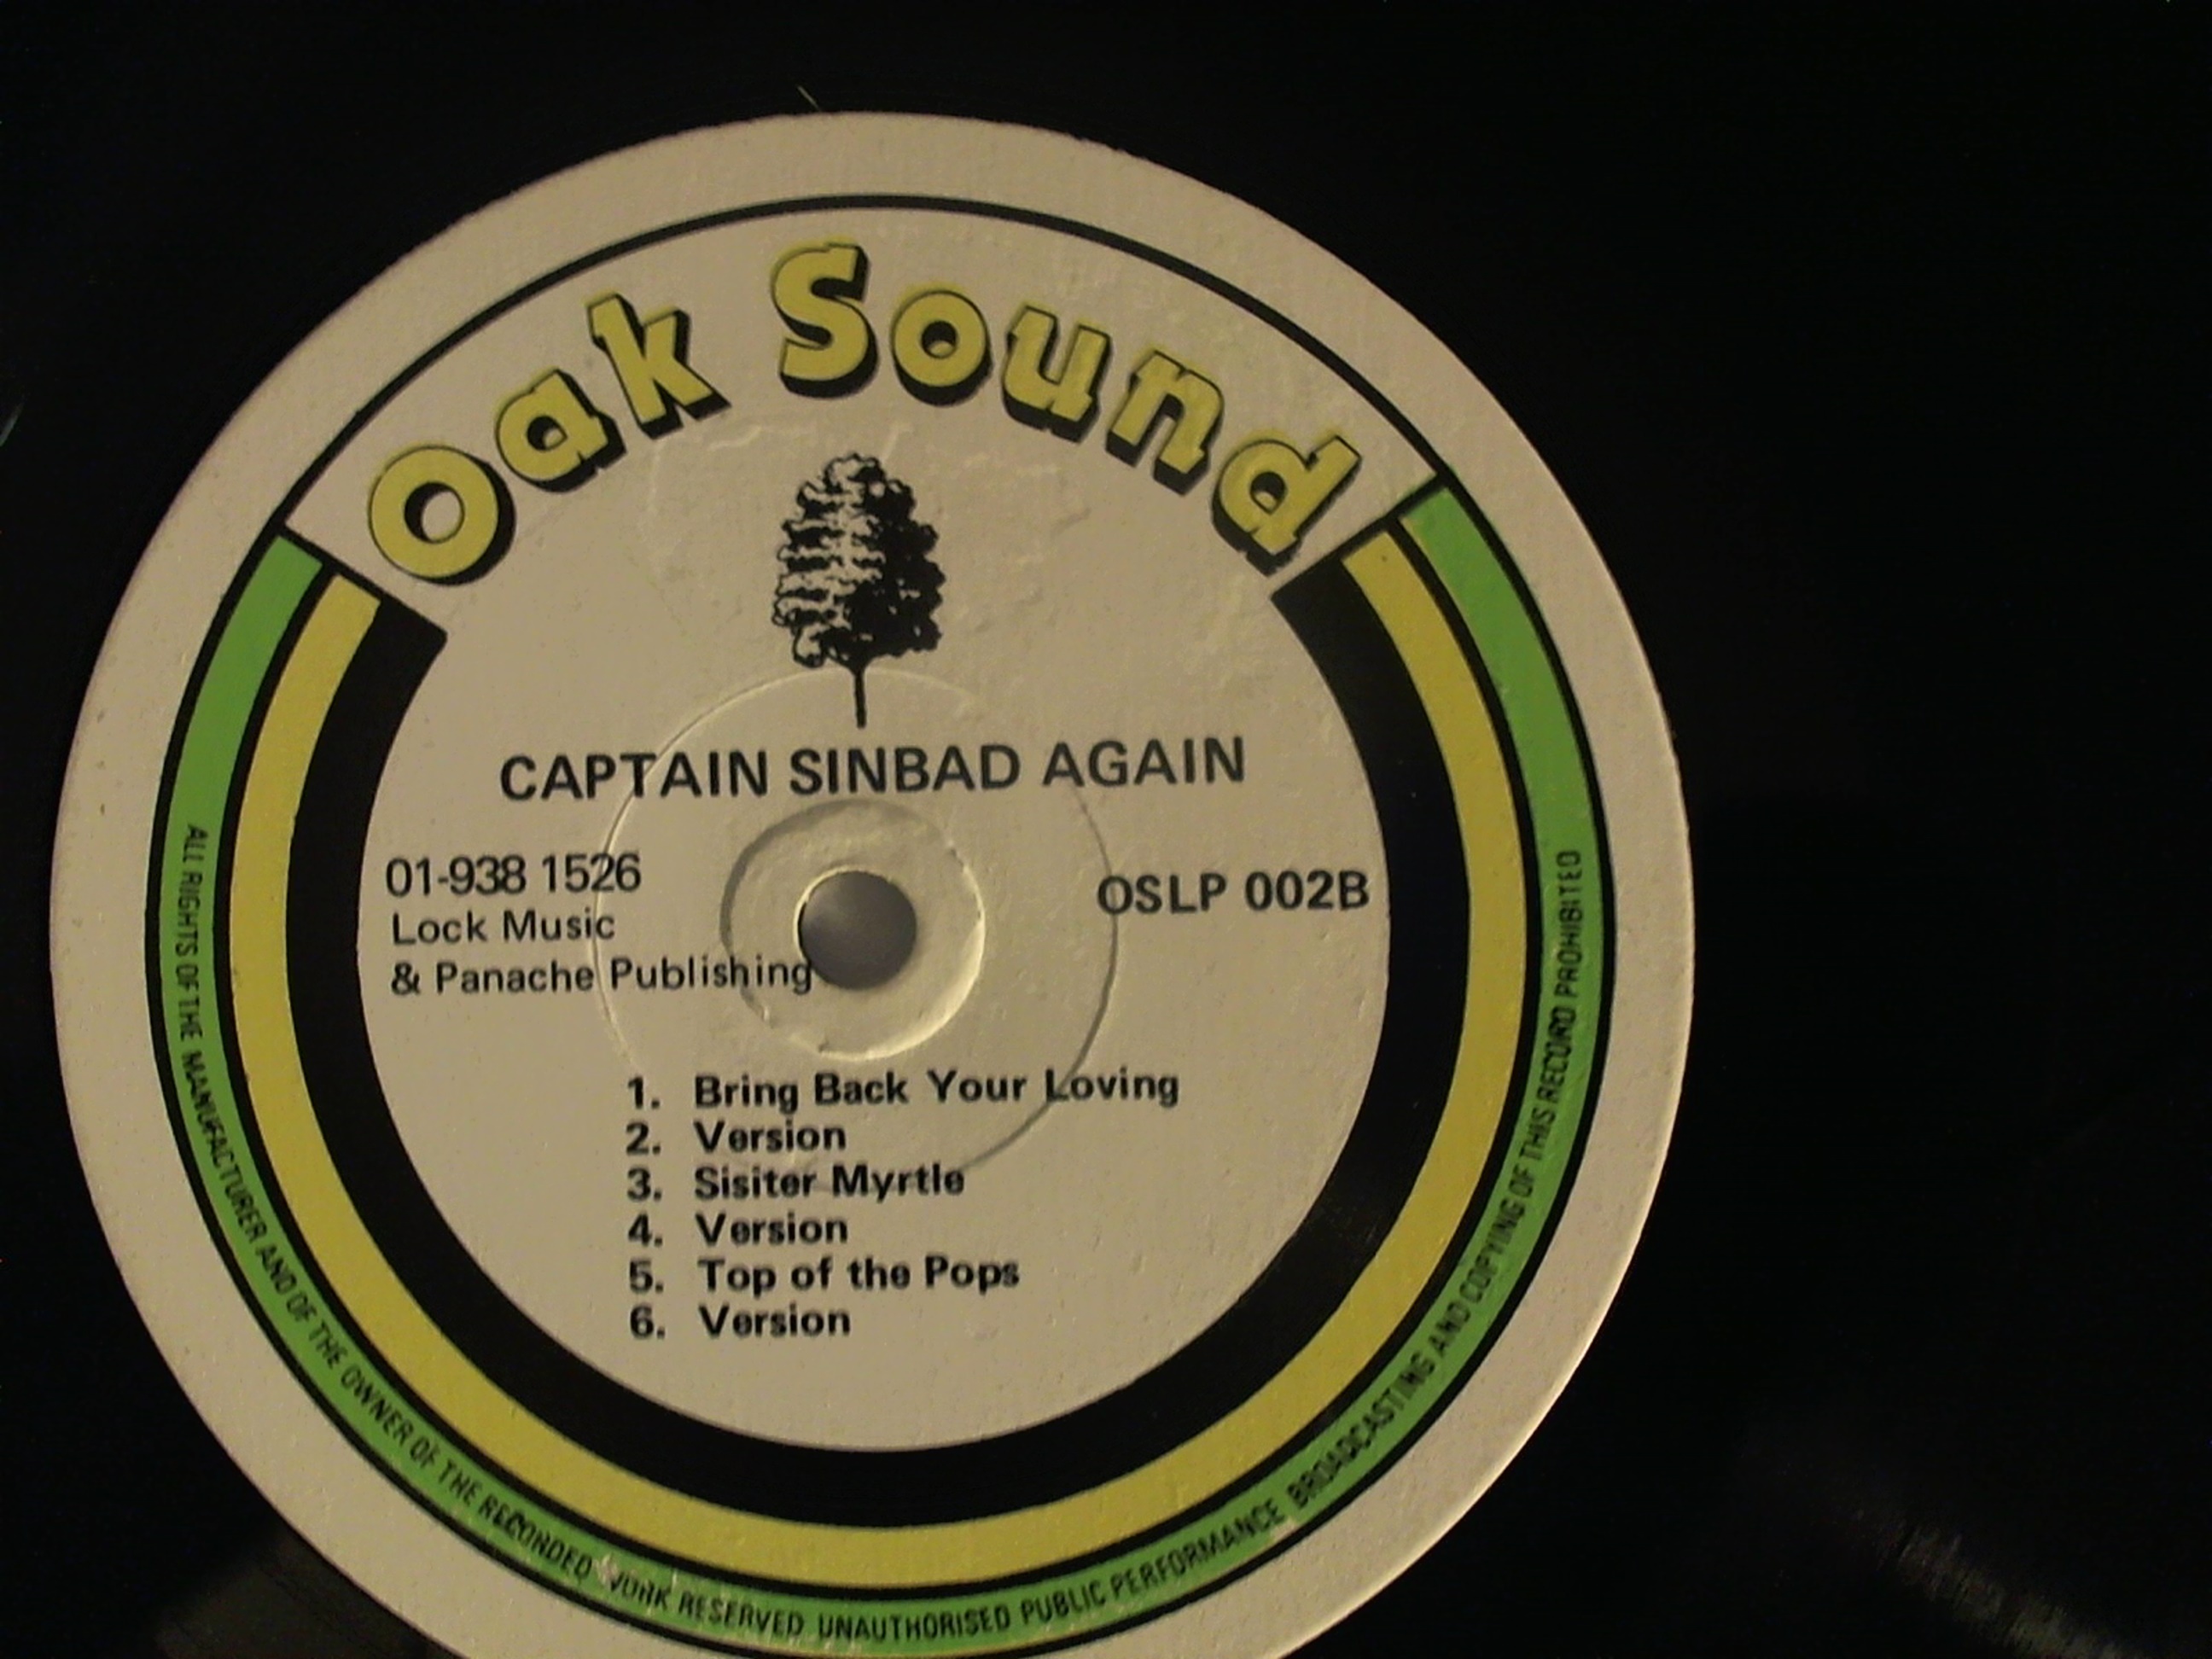 Oak Sound
CAPTAIN SINBAD AGAIN
01-938 1526
Lock Music
& Panache Publishing
OSLP 002B
1. Bring Back Your Loving
2. Version
3. Sisiter Myrtle
4. Version
5. Top of the Pops
6. Version
ALL RIGHTS OF THE MANUFACTURER AND OF THE OWNER OF THE RECORDED WORK RESERVED UNAUTHORISED PUBLIC PERFORMANCE BROADCASTING AND COPYING OF THIS RECORD PROHIBITED